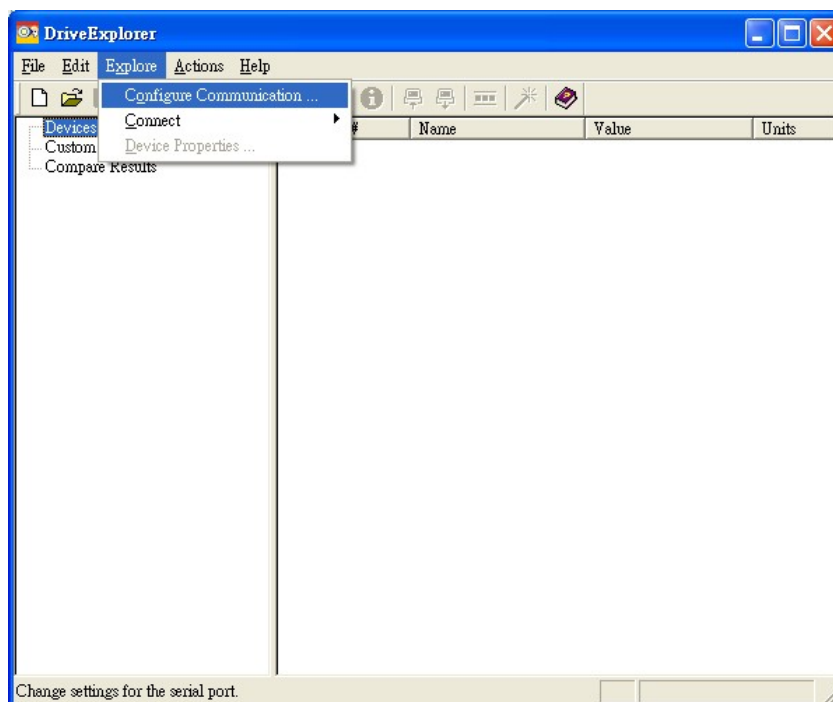 DriveExplorer
File Edit Explore Actions Help
Configure Communication ...
Connect
Device Properties ...
Devices
Custom
Compare Results
# Name Value Units
Change settings for the serial port.